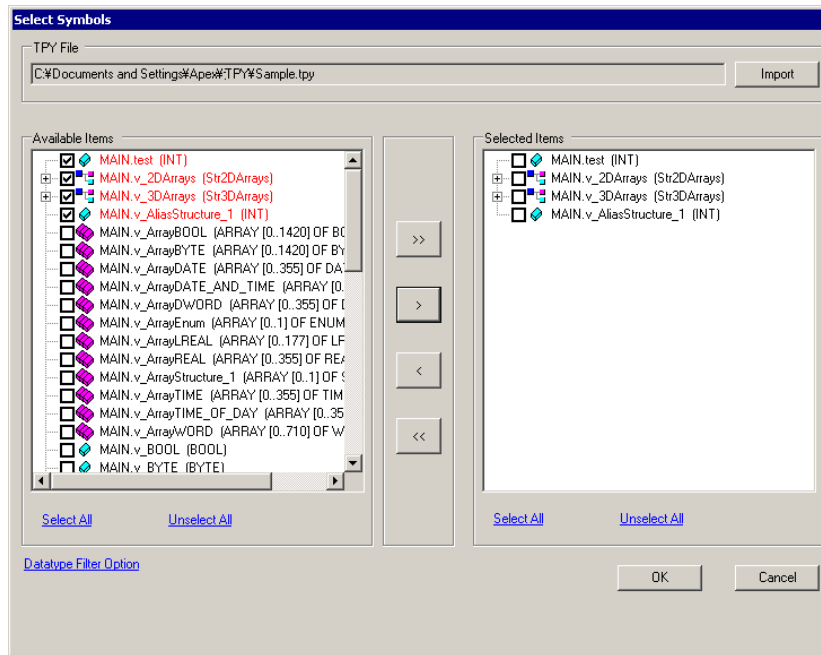 Select Symbols
TPY File
C:¥Documents and Settings¥Apex¥;TPY¥Sample.tpy
Import
Available Items
MAIN.test (INT)
MAIN.v_2DArrays (Str2DArrays)
MAIN.v_3DArrays (Str3DArrays)
MAIN.v_AliasStructure_1 (INT)
MAIN.v_ArrayBOOL (ARRAY [0..1420] OF BO
MAIN.v_ArrayBYTE (ARRAY [0..1420] OF BY
MAIN.v_ArrayDATE (ARRAY [0..355] OF DA
MAIN.v_ArrayDATE_AND_TIME (ARRAY [0.
MAIN.v_ArrayDWORD (ARRAY [0..355] OF D
MAIN.v_ArrayEnum (ARRAY [0..1] OF ENUM
MAIN.v_ArrayLREAL (ARRAY [0..177] OF LF
MAIN.v_ArrayREAL (ARRAY [0..355] OF REA
MAIN.v_ArrayStructure_1 (ARRAY [0..1] OF S
MAIN.v_ArrayTIME (ARRAY [0..355] OF TIM
MAIN.v_ArrayTIME_OF_DAY (ARRAY [0..35
MAIN.v_ArrayWORD (ARRAY [0..710] OF W
MAIN.v_BOOL (BOOL)
MAIN.v_BYTE (BYTE)
Select All
Unselect All
>>
>
<
<<
Selected Items
MAIN.test (INT)
MAIN.v_2DArrays (Str2DArrays)
MAIN.v_3DArrays (Str3DArrays)
MAIN.v_AliasStructure_1 (INT)
Select All
Unselect All
Datatype Filter Option
OK
Cancel